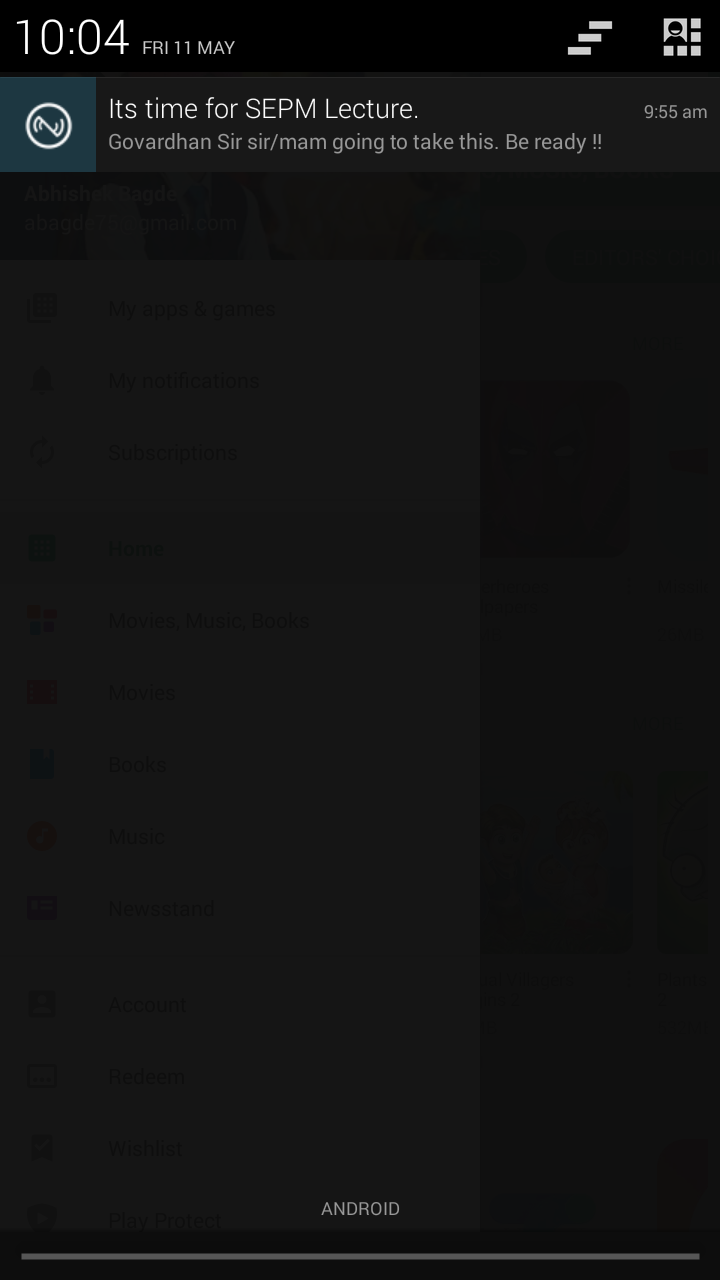 10:04 FRI 11 MAY
Its time for SEPM Lecture. 9:55 am
Govardhan Sir sir/mam going to take this. Be ready !!
Abhishek Bagde
My apps & games
My notifications
Subscriptions
Home
Movies, Music, Books
Movies
Books
Music
Newsstand
Account
Redeem
Wishlist
Play Protect
ANDROID